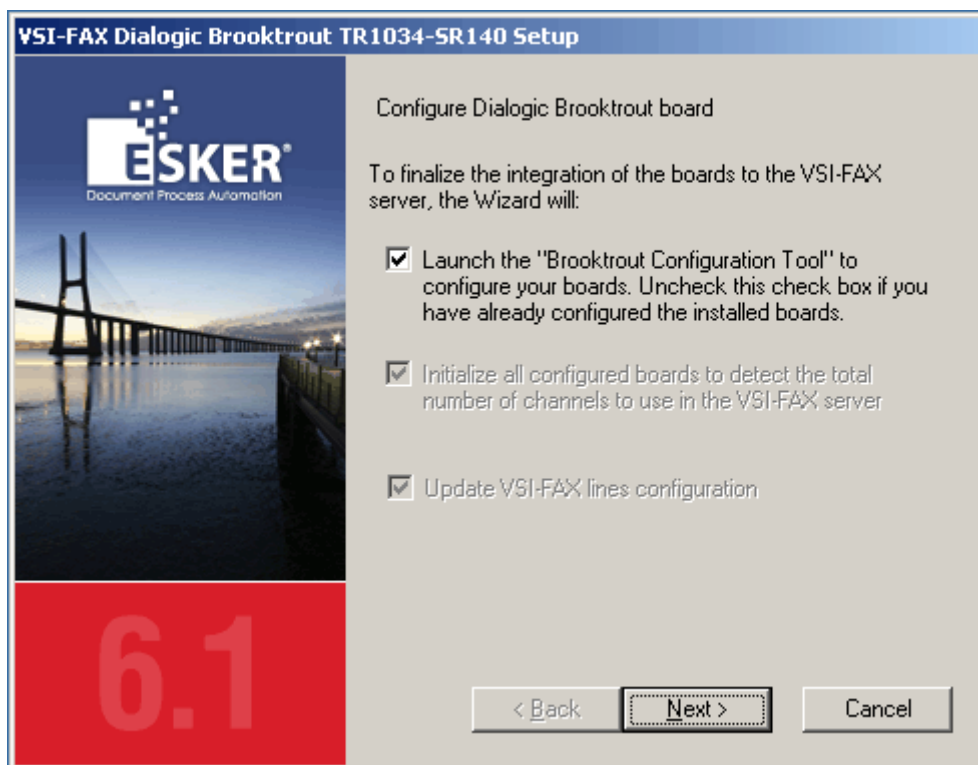 VSI-FAX Dialogic Brooktrout TR1034-SR140 Setup
ESKER®
Document Process Automation
Configure Dialogic Brooktrout board
To finalize the integration of the boards to the VSI-FAX
server, the Wizard will:
Launch the "Brooktrout Configuration Tool" to
configure your boards. Uncheck this check box if you
have already configured the installed boards.
Initialize all configured boards to detect the total
number of channels to use in the VSI-FAX server
Update VSI-FAX lines configuration
6.1
< Back
Next >
Cancel